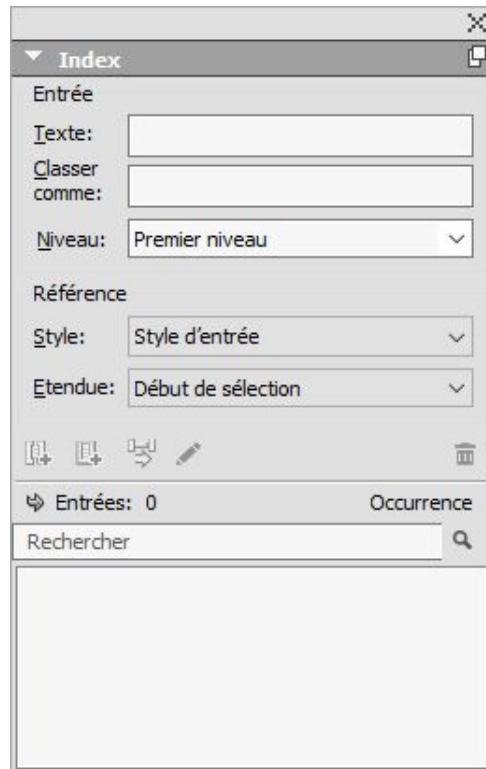 Index
Entrée
Texte:
Classer
comme:
Niveau: Premier niveau
Référence
Style: Style d'entrée
Etendue: Début de sélection
Entrées: 0 Occurrence
Rechercher